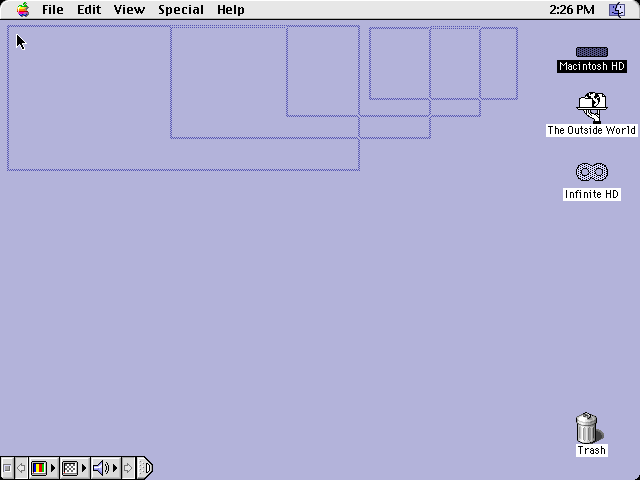 File Edit View Special Help 2:26 PM
Macintosh HD
The Outside World
Infinite HD
Trash